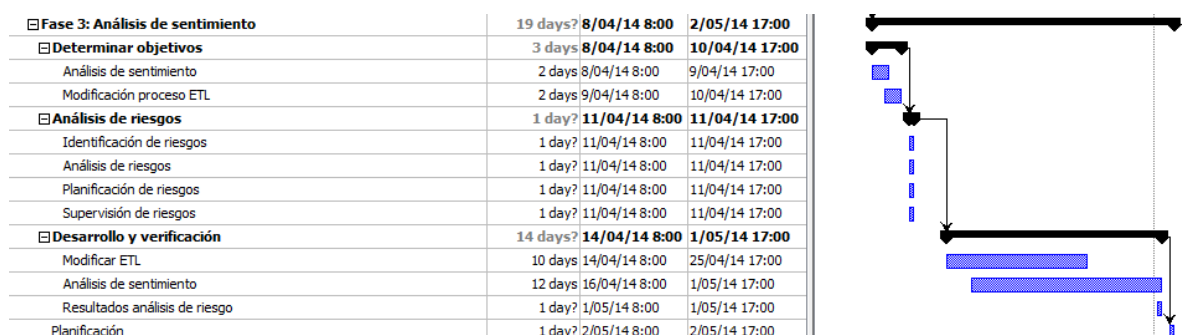 Fase 3: Análisis de sentimiento 19 days? 8/04/14 8:00 2/05/14 17:00
Determinar objetivos 3 days 8/04/14 8:00 10/04/14 17:00
Análisis de sentimiento 2 days 8/04/14 8:00 9/04/14 17:00
Modificación proceso ETL 2 days 9/04/14 8:00 10/04/14 17:00
Análisis de riesgos 1 day? 11/04/14 8:00 11/04/14 17:00
Identificación de riesgos 1 day? 11/04/14 8:00 11/04/14 17:00
Análisis de riesgos 1 day? 11/04/14 8:00 11/04/14 17:00
Planificación de riesgos 1 day? 11/04/14 8:00 11/04/14 17:00
Supervisión de riesgos 1 day? 11/04/14 8:00 11/04/14 17:00
Desarrollo y verificación 14 days? 14/04/14 8:00 1/05/14 17:00
Modificar ETL 10 days 14/04/14 8:00 25/04/14 17:00
Análisis de sentimiento 12 days 16/04/14 8:00 1/05/14 17:00
Resultados análisis de riesgo 1 day? 1/05/14 8:00 1/05/14 17:00
Planificación 1 day? 2/05/14 8:00 2/05/14 17:00